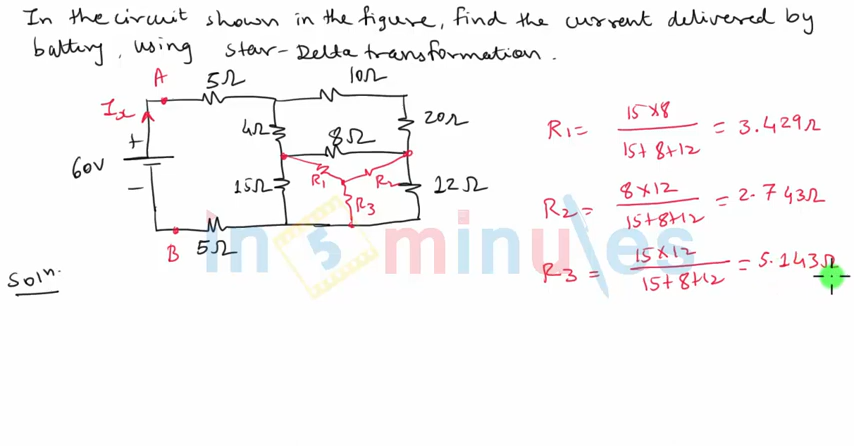 In the circuit shown in the figure, find the current delivered by
battery, using star-Delta transformation.
A
5Ω
10Ω
Ix
+
4Ω
8Ω
20Ω
60V
−
15Ω
R1
R2
12Ω
R3
B
5Ω
Soln.
R1 = 15×8 / 15+8+12 = 3.429Ω
R2 = 8×12 / 15+8+12 = 2.743Ω
R3 = 15×12 / 15+8+12 = 5.143Ω
in 5 minutes